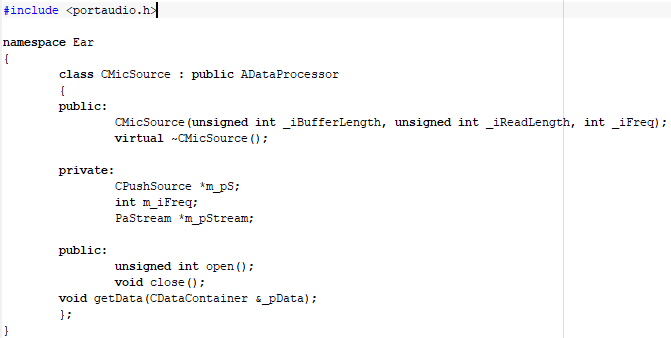 #include <portaudio.h>
namespace Ear
{
class CMicSource : public ADataProcessor
{
public:
CMicSource(unsigned int _iBufferLength, unsigned int _iReadLength, int _iFreq);
virtual ~CMicSource();
private:
CPushSource *m_pS;
int m_iFreq;
PaStream *m_pStream;
public:
unsigned int open();
void close();
void getData(CDataContainer &_pData);
};
}